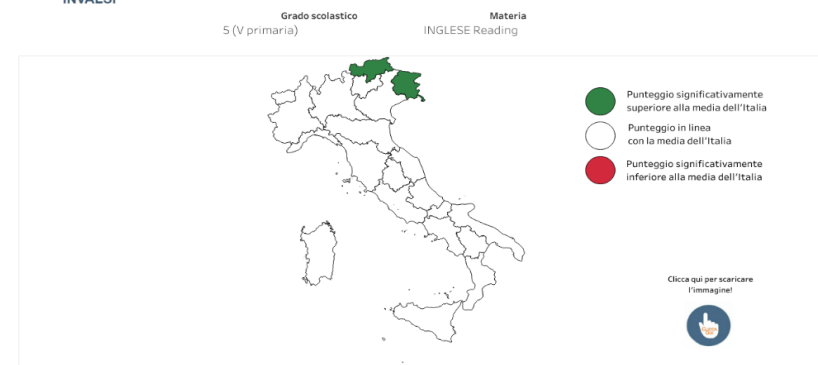 INVALSI
Grado scolastico
Materia
5 (V primaria)
INGLESE Reading
Punteggio significativamente
superiore alla media dell'Italia
Punteggio in linea
con la media dell'Italia
Punteggio significativamente
inferiore alla media dell'Italia
Clicca qui per scaricare
l'immagine!